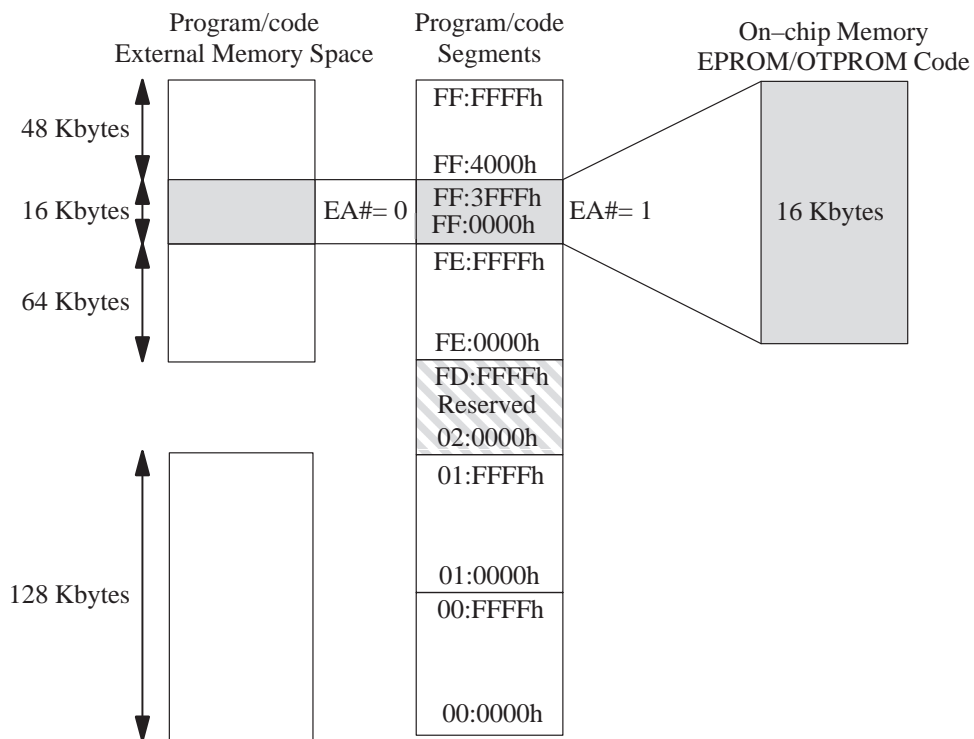 Program/code
External Memory Space
Program/code
Segments
On–chip Memory
EPROM/OTPROM Code
48 Kbytes
16 Kbytes
64 Kbytes
128 Kbytes
EA#= 0
FF:FFFFh
FF:4000h
FF:3FFFh
FF:0000h
FE:FFFFh
FE:0000h
FD:FFFFh
Reserved
02:0000h
01:FFFFh
01:0000h
00:FFFFh
00:0000h
EA#= 1
16 Kbytes